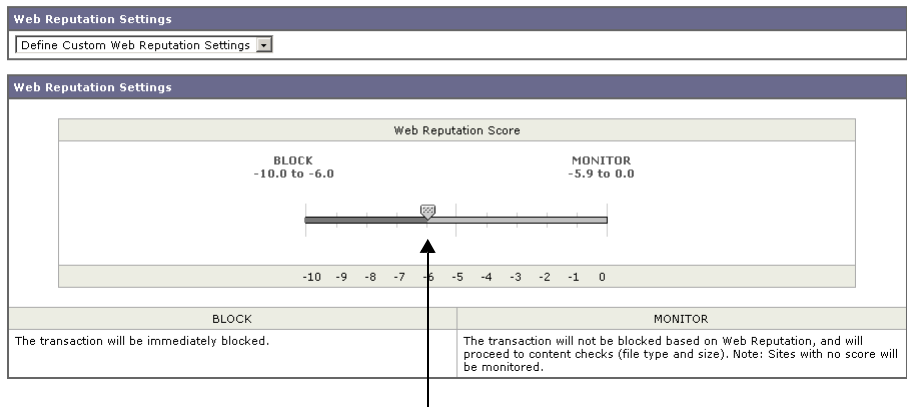 Web Reputation Settings
Define Custom Web Reputation Settings
Web Reputation Settings
Web Reputation Score
BLOCK
-10.0 to -6.0
MONITOR
-5.9 to 0.0
-10 -9 -8 -7 -6 -5 -4 -3 -2 -1 0
BLOCK
MONITOR
The transaction will be immediately blocked.
The transaction will not be blocked based on Web Reputation, and will
proceed to content checks (file type and size). Note: Sites with no score will
be monitored.